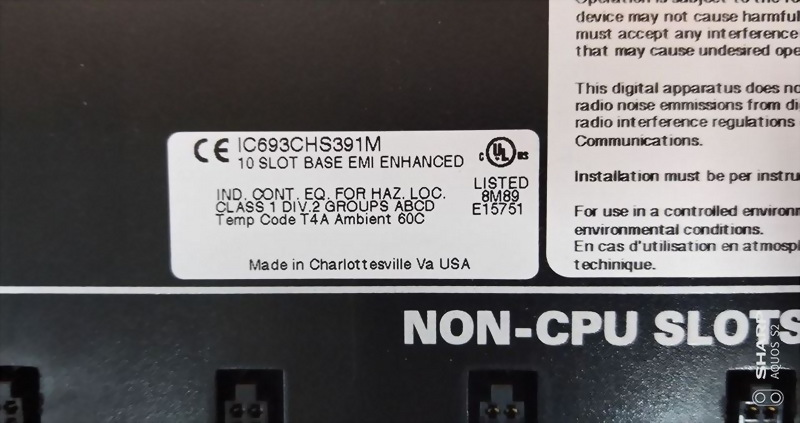 device may not cause harmful
must accept any interference
that may cause undesired ope
This digital apparatus does no
radio noise emmissions from di
radio interference regulations
Communications.
Installation must be per instru
For use in a controlled environm
environmental conditions.
En cas d'utilisation en atmosph
techinique.
CE IC693CHS391M
10 SLOT BASE EMI ENHANCED
c UL us
LISTED
8M89
E15751
IND. CONT. EQ. FOR HAZ. LOC.
CLASS 1 DIV.2 GROUPS ABCD
Temp Code T4A Ambient 60C
Made in Charlottesville Va USA
NON-CPU SLOTS
SHARP
AQUOS S2